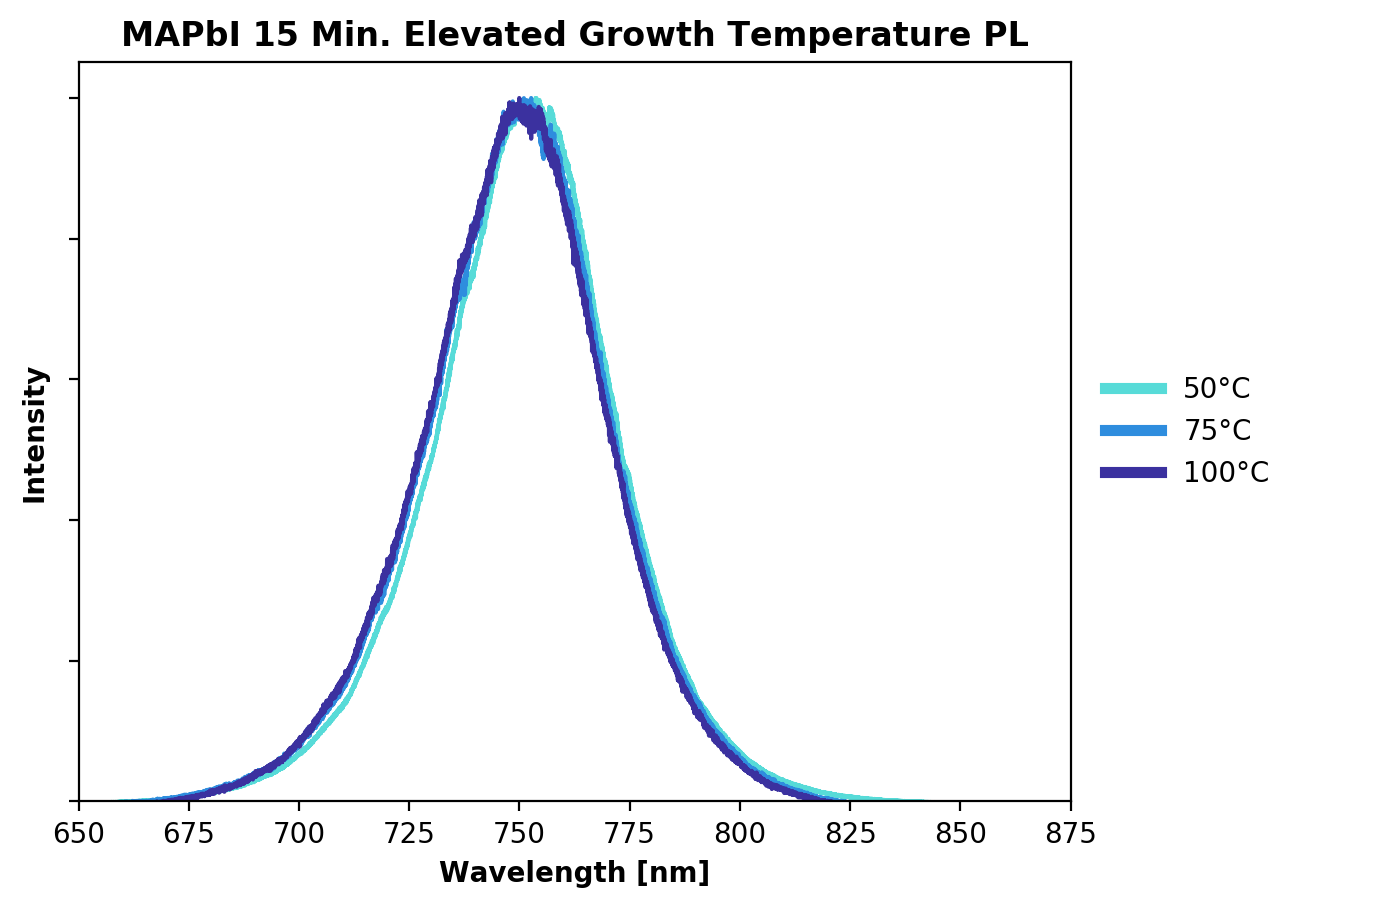 MAPbI 15 Min. Elevated Growth Temperature PL
Intensity
50°C
75°C
100°C
650 675 700 725 750 775 800 825 850 875
Wavelength [nm]